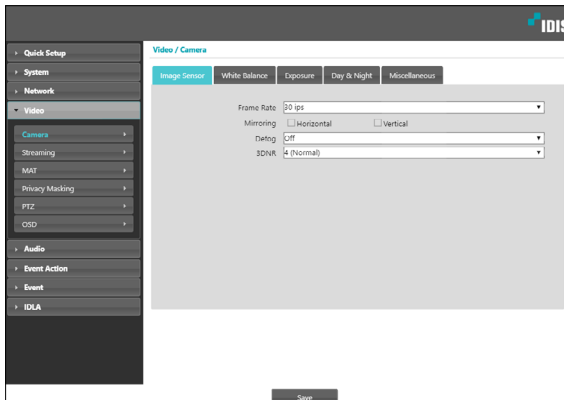 IDIS
Quick Setup
System
Network
Video
Camera
Streaming
MAT
Privacy Masking
PTZ
OSD
Audio
Event Action
Event
IDLA
Video / Camera
Image Sensor White Balance Exposure Day & Night Miscellaneous
Frame Rate 30 ips
Mirroring Horizontal Vertical
Defog Off
3DNR 4 (Normal)
Save